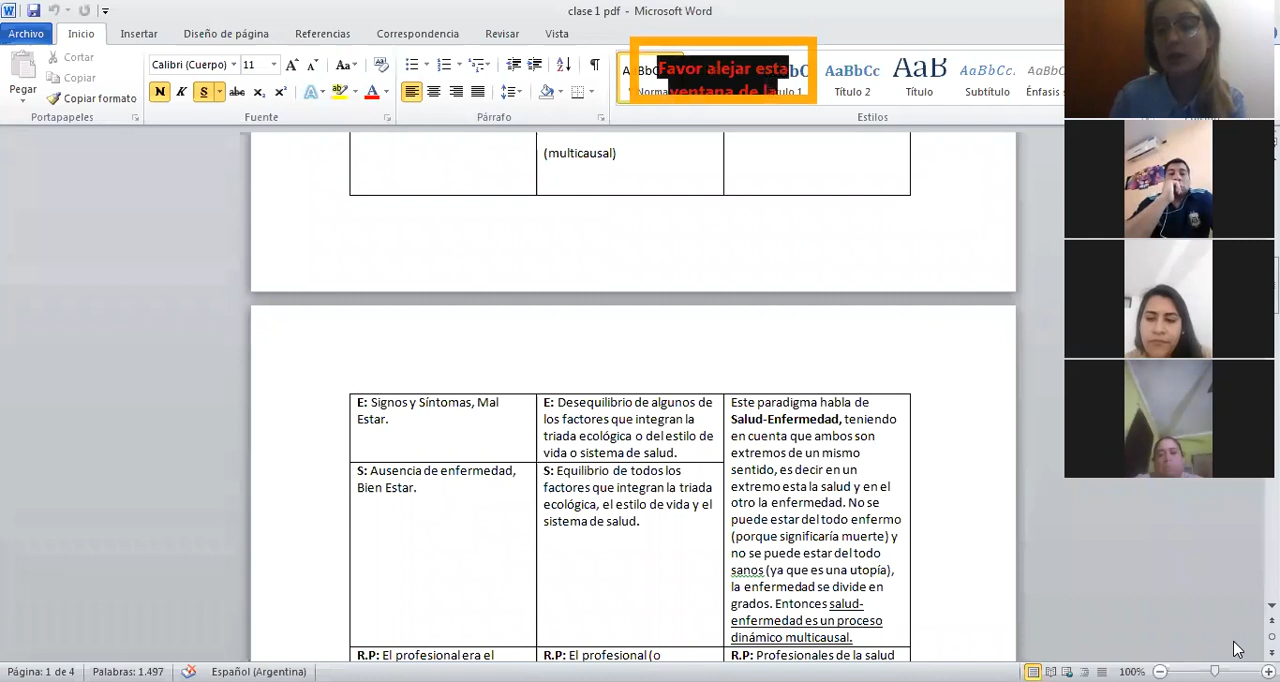 clase 1 pdf - Microsoft Word
Archivo Inicio Insertar Diseño de página Referencias Correspondencia Revisar Vista
Cortar
Copiar
Copiar formato
Pegar
Portapapeles
Calibri (Cuerpo) 11
N K S abc x₂ x²
Fuente
Párrafo
Favor alejar esta
ventana de la
AaBbCc Título 2
AaB Título
AaBbCc. Subtítulo
Estilos
(multicausal)
E: Signos y Síntomas, Mal
Estar.
S: Ausencia de enfermedad,
Bien Estar.
R.P: El profesional era el
E: Desequilibrio de algunos de
los factores que integran la
triada ecológica o del estilo de
vida o sistema de salud.
S: Equilibrio de todos los
factores que integran la triada
ecológica, el estilo de vida y el
sistema de salud.
R.P: El profesional (o
Este paradigma habla de
Salud-Enfermedad, teniendo
en cuenta que ambos son
extremos de un mismo
sentido, es decir en un
extremo esta la salud y en el
otro la enfermedad. No se
puede estar del todo enfermo
(porque significaría muerte) y
no se puede estar del todo
sanos (ya que es una utopía),
la enfermedad se divide en
grados. Entonces salud-
enfermedad es un proceso
dinámico multicausal.
R.P: Profesionales de la salud
Página: 1 de 4 Palabras: 1.497 Español (Argentina) 100%